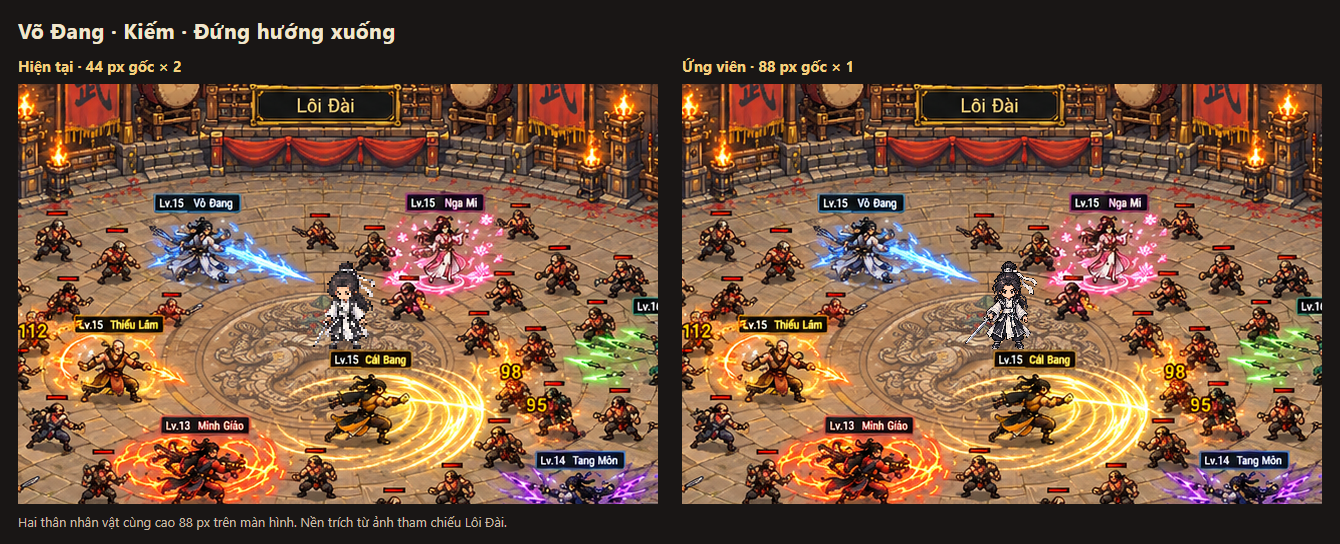 Võ Đang · Kiếm · Đứng hướng xuống
Hiện tại · 44 px gốc × 2
Ứng viên · 88 px gốc × 1
武
Lôi Đài
武
武
Lôi Đài
武
Lv.15 Võ Đang
Lv.15 Nga Mi
Lv.15 Võ Đang
Lv.15 Nga Mi
112
Lv.15 Thiếu Lâm
112
Lv.15 Thiếu Lâm
Lv.15 Cái Bang
98
Lv.15 Cái Bang
98
95
95
Lv.13 Minh Giáo
Lv.13 Minh Giáo
Lv.14 Tang Môn
Lv.14 Tang Môn
Hai thân nhân vật cùng cao 88 px trên màn hình. Nền trích từ ảnh tham chiếu Lôi Đài.